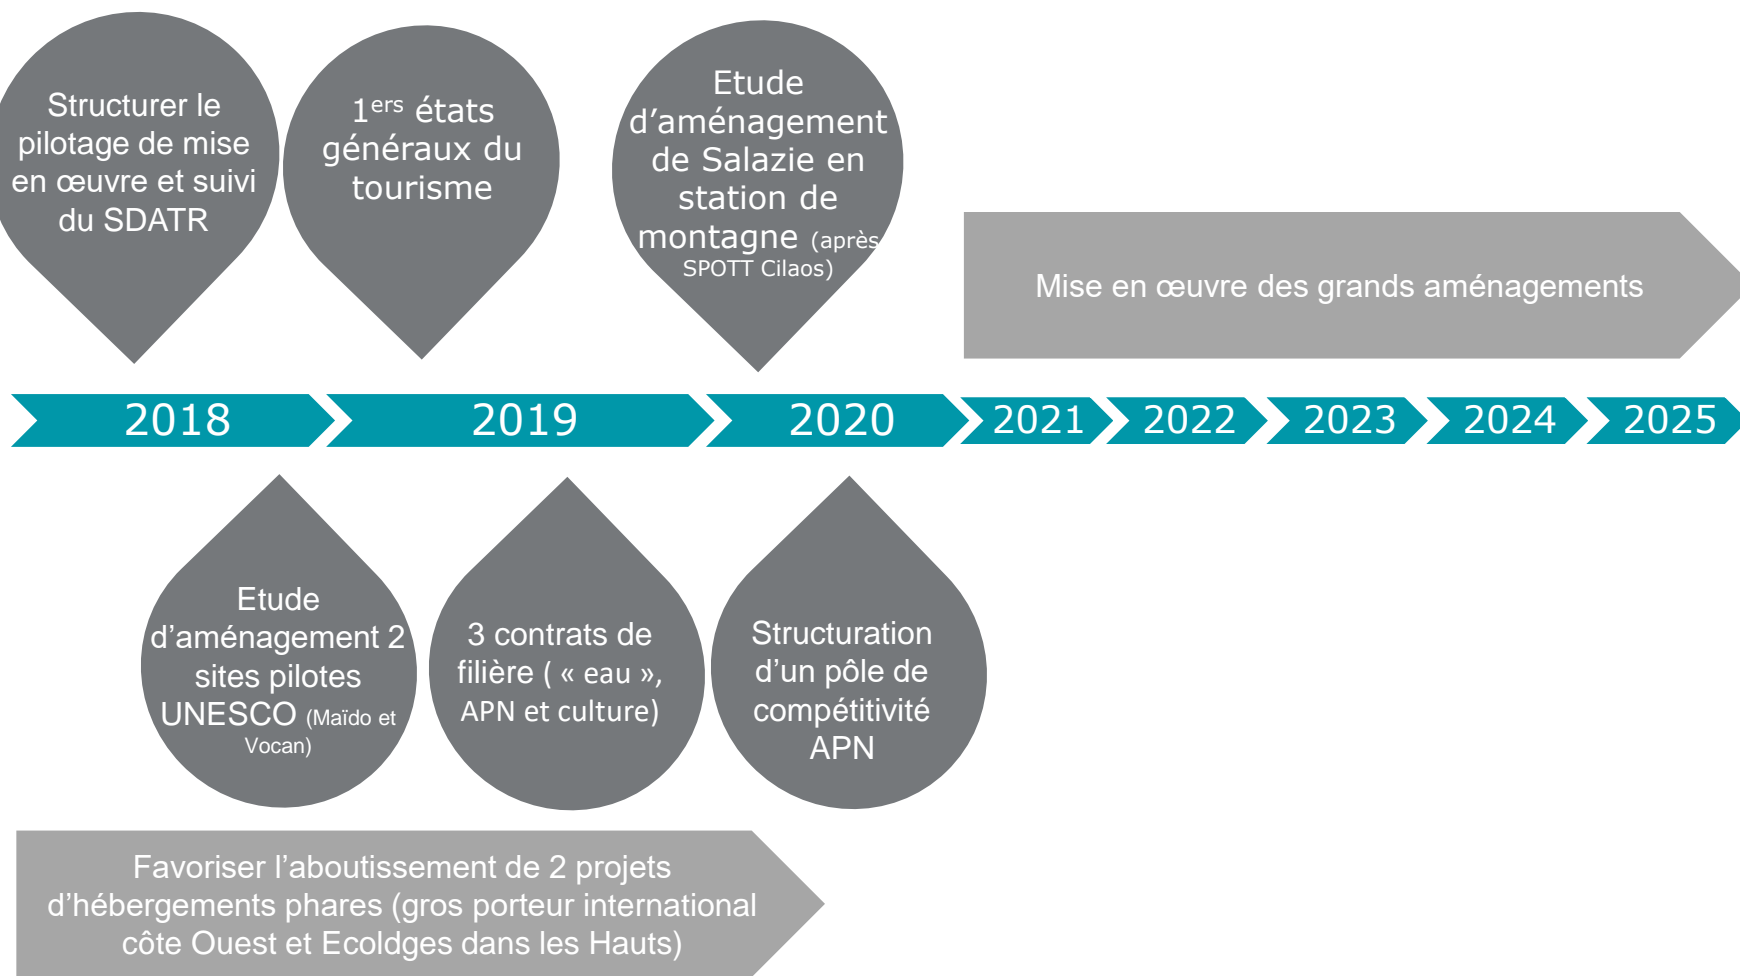 Structurer le
pilotage de mise
en œuvre et suivi
du SDATR
1ers états
généraux du
tourisme
Etude
d’aménagement
de Salazie en
station de
montagne (après
SPOTT Cilaos)
Mise en œuvre des grands aménagements
2018
2019
2020
2021
2022
2023
2024
2025
Etude
d’aménagement 2
sites pilotes
UNESCO (Maïdo et
Vocan)
3 contrats de
filière ( « eau »,
APN et culture)
Structuration
d’un pôle de
compétitivité
APN
Favoriser l’aboutissement de 2 projets
d’hébergements phares (gros porteur international
côte Ouest et Ecoldges dans les Hauts)